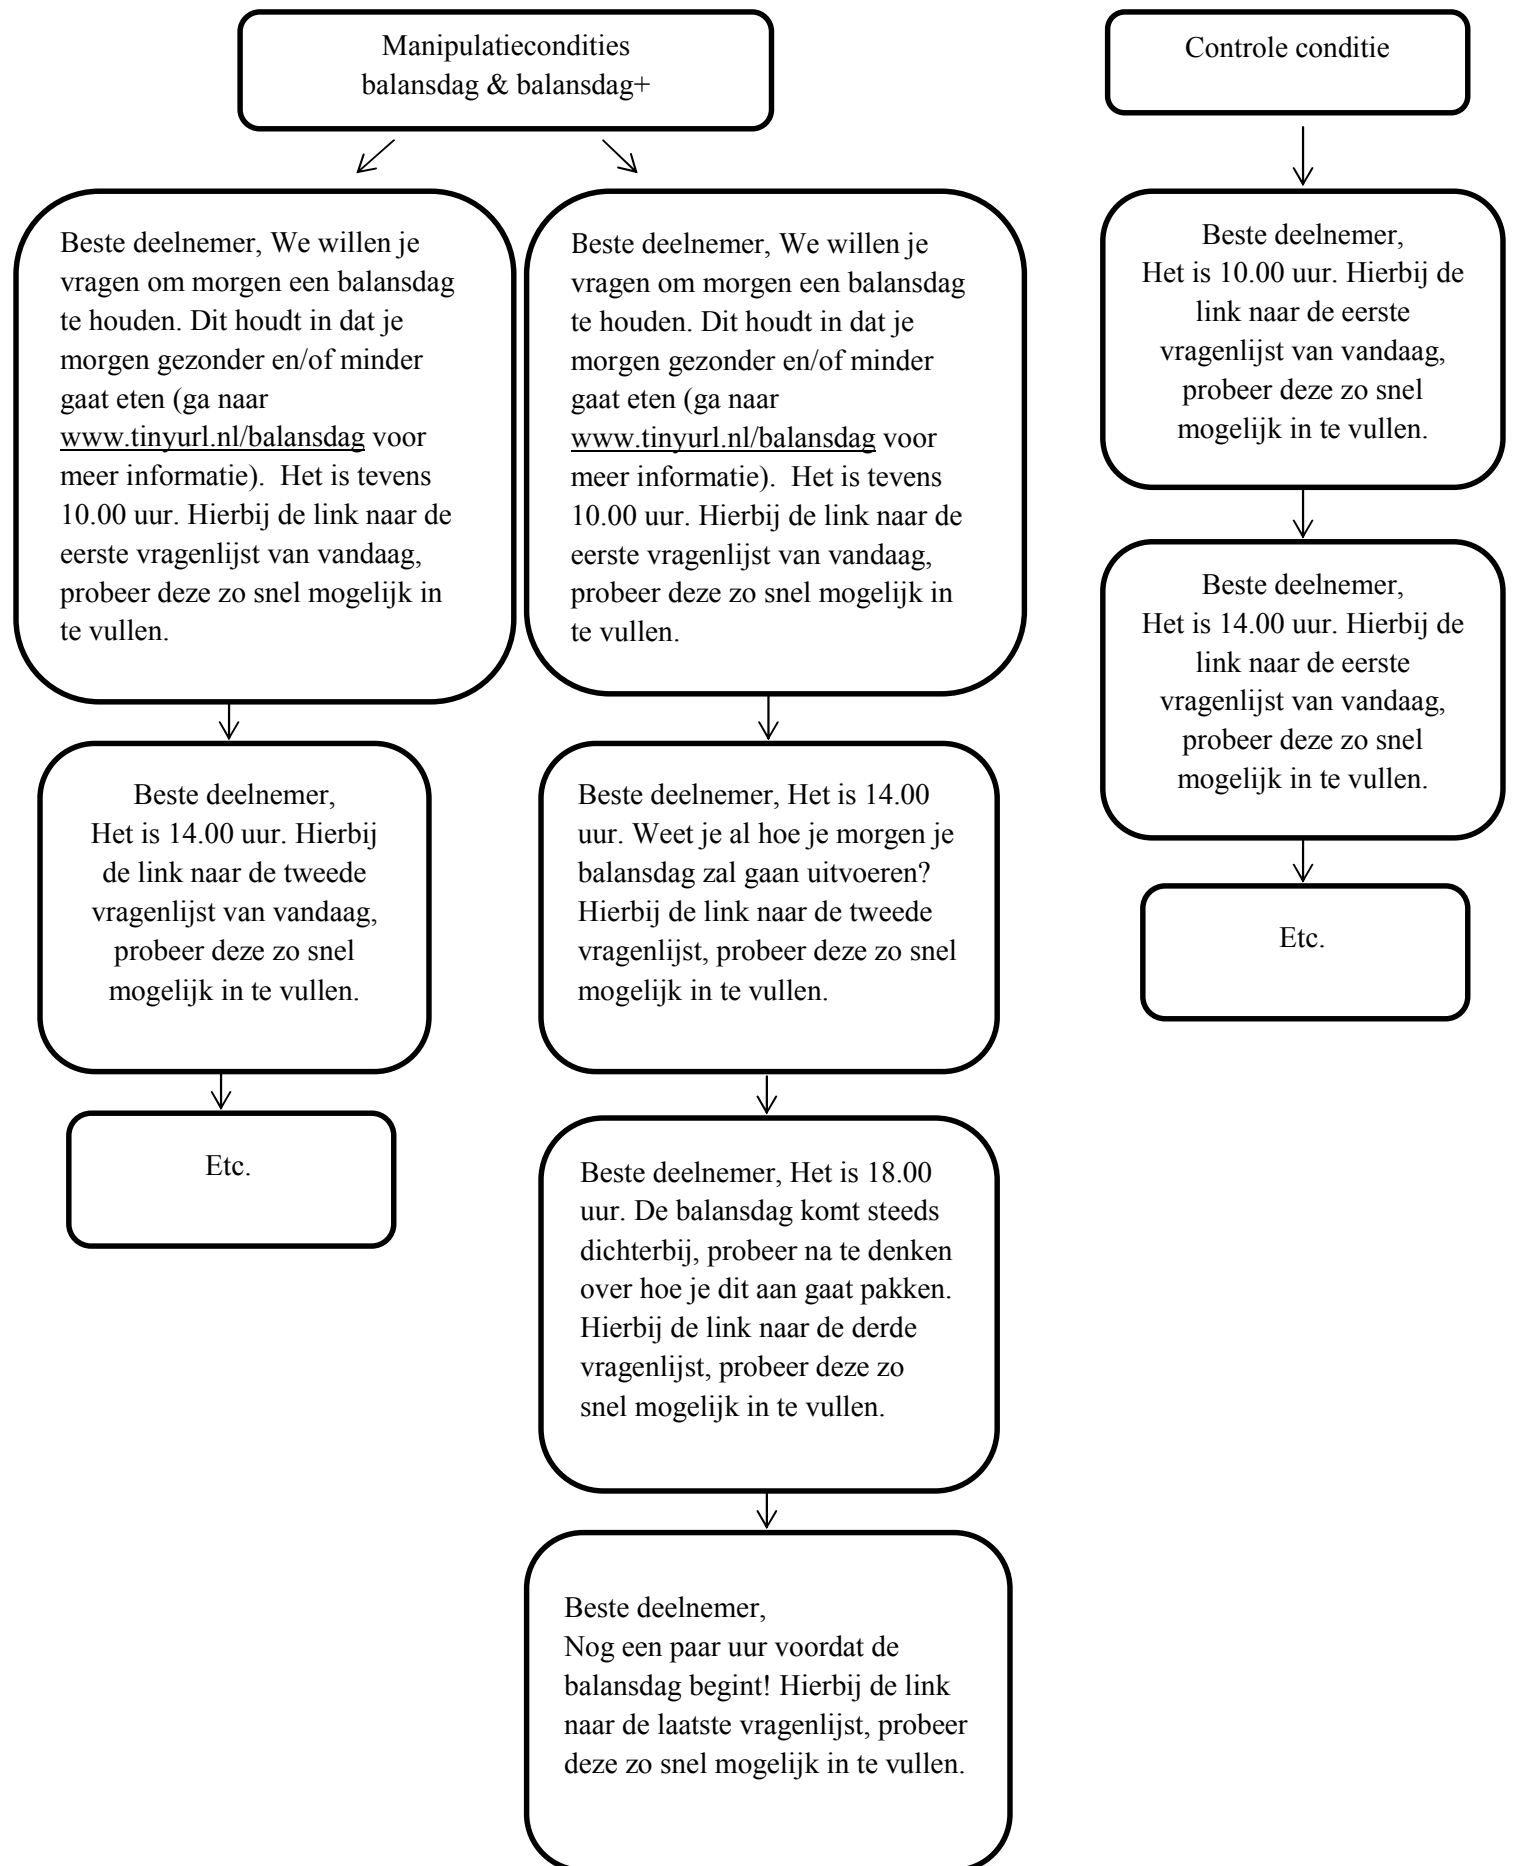 Manipulatiecondities
balansdag & balansdag+
Controle conditie
Beste deelnemer, We willen je
vragen om morgen een balansdag
te houden. Dit houdt in dat je
morgen gezonder en/of minder
gaat eten (ga naar
www.tinyurl.nl/balansdag voor
meer informatie).  Het is tevens
10.00 uur. Hierbij de link naar de
eerste vragenlijst van vandaag,
probeer deze zo snel mogelijk in
te vullen.
Beste deelnemer, We willen je
vragen om morgen een balansdag
te houden. Dit houdt in dat je
morgen gezonder en/of minder
gaat eten (ga naar
www.tinyurl.nl/balansdag voor
meer informatie).  Het is tevens
10.00 uur. Hierbij de link naar de
eerste vragenlijst van vandaag,
probeer deze zo snel mogelijk in
te vullen.
Beste deelnemer,
Het is 10.00 uur. Hierbij de
link naar de eerste
vragenlijst van vandaag,
probeer deze zo snel
mogelijk in te vullen.
Beste deelnemer,
Het is 14.00 uur. Hierbij de
link naar de eerste
vragenlijst van vandaag,
probeer deze zo snel
mogelijk in te vullen.
Beste deelnemer,
Het is 14.00 uur. Hierbij
de link naar de tweede
vragenlijst van vandaag,
probeer deze zo snel
mogelijk in te vullen.
Beste deelnemer, Het is 14.00
uur. Weet je al hoe je morgen je
balansdag zal gaan uitvoeren?
Hierbij de link naar de tweede
vragenlijst, probeer deze zo snel
mogelijk in te vullen.
Etc.
Etc.
Beste deelnemer, Het is 18.00
uur. De balansdag komt steeds
dichterbij, probeer na te denken
over hoe je dit aan gaat pakken.
Hierbij de link naar de derde
vragenlijst, probeer deze zo
snel mogelijk in te vullen.
Beste deelnemer,
Nog een paar uur voordat de
balansdag begint! Hierbij de link
naar de laatste vragenlijst, probeer
deze zo snel mogelijk in te vullen.